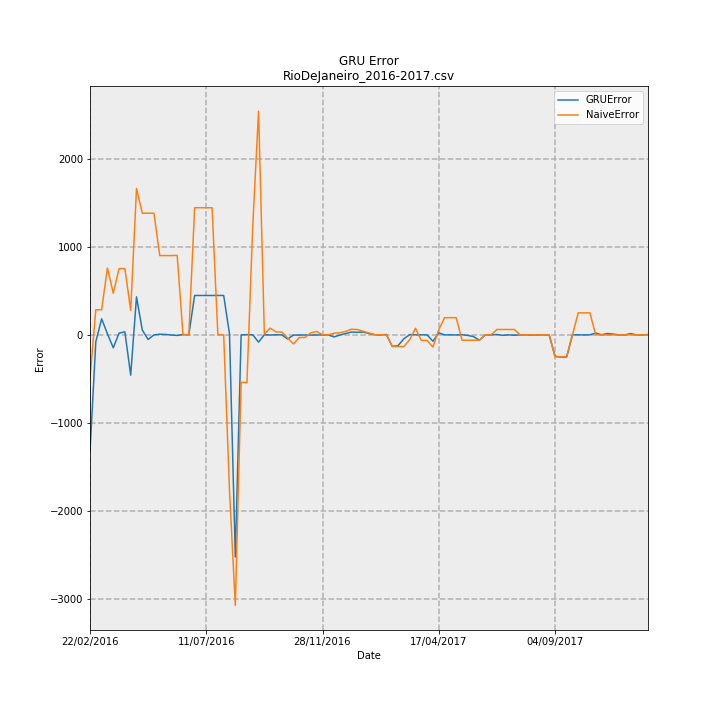 GRU Error
RioDeJaneiro_2016-2017.csv
GRUError
NaiveError
2000
1000
0
−1000
−2000
−3000
Error
22/02/2016 11/07/2016 28/11/2016 17/04/2017 04/09/2017
Date